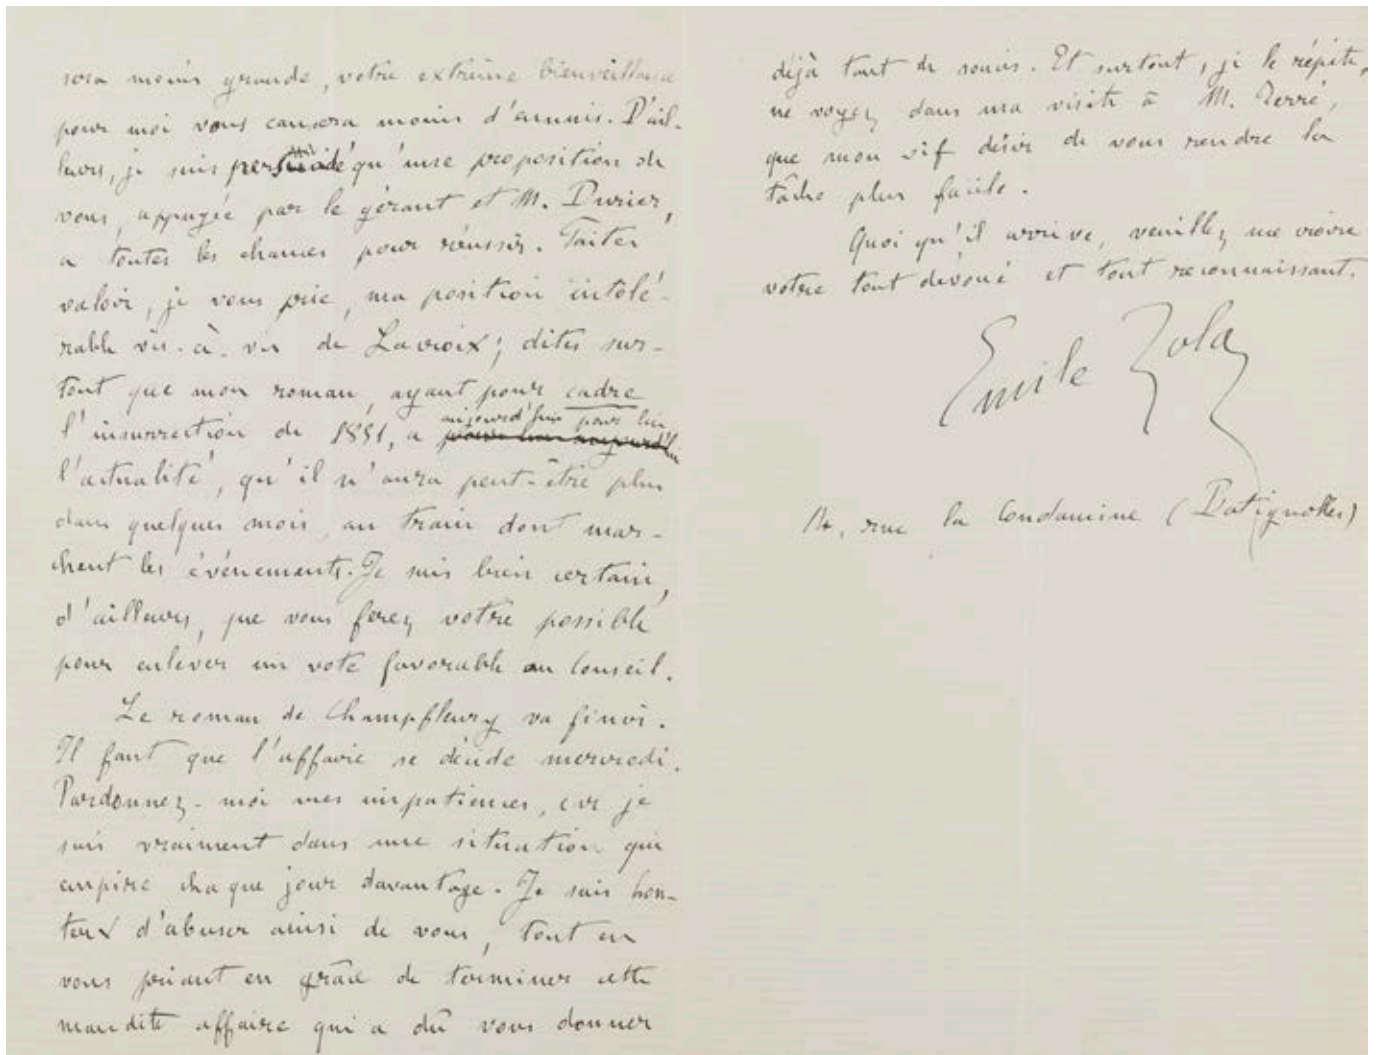 sera moins grande, votre extrême bienveillance
pour moi vous causera moins d'ennuis. D'ail-
leurs, je suis persuadé qu'une proposition de
vous, appuyée par le gérant et M.
a toutes les chances pour réussir. Faites
valoir, je vous prie, ma position intolé-
rable vis-à-vis de Lacroix; dites sur-
tout que mon roman, ayant pour cadre
l'insurrection de 1851, a aujourd'hui pour lui
l'actualité, qu'il n'aura peut-être plus
dans quelques mois, au train dont mar-
chent les événements. Je suis bien certain,
d'ailleurs, que vous ferez votre possible
pour enlever un vote favorable au Conseil.
Le roman de Champfleury va finir.
Il faut que l'affaire se décide mercredi.
Pardonnez-moi mes impatiences, car je
suis vraiment dans une situation qui
empire chaque jour davantage. Je suis hon-
teux d'abuser ainsi de vous, tout en
vous priant en grâce de terminer cette
maudite affaire qui a dû vous donner
déjà tant de soucis. Et surtout, je le répète,
ne voyez dans ma visite à M.
que mon vif désir de vous rendre la
tâche plus facile.
Quoi qu'il arrive, veuillez me croire
votre tout dévoué et tout reconnaissant.
Emile Zola
14, rue la Condamine (Batignolles)